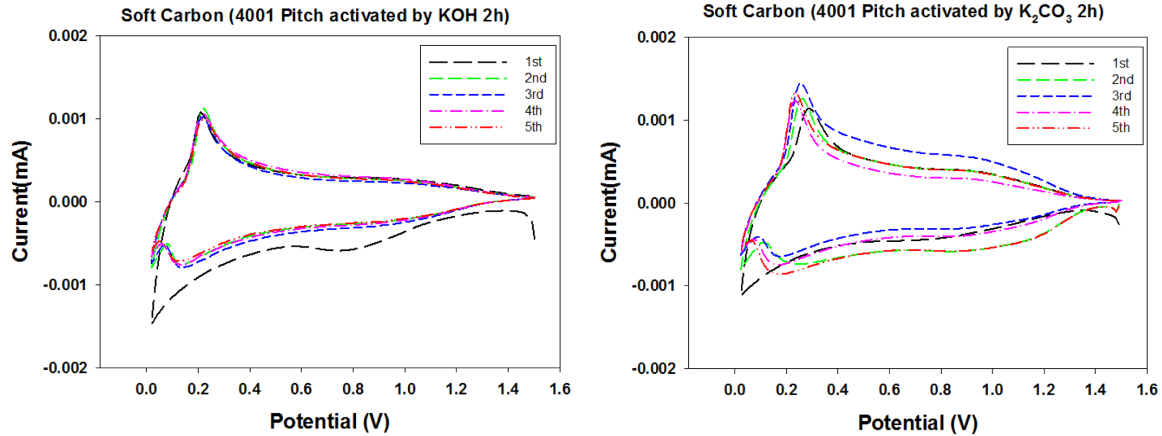 Soft Carbon (4001 Pitch activated by KOH 2h)
0.002
0.001
0.000
-0.001
-0.002
Current(mA)
1st
2nd
3rd
4th
5th
0.0 0.2 0.4 0.6 0.8 1.0 1.2 1.4 1.6
Potential (V)
Soft Carbon (4001 Pitch activated by K₂CO₃ 2h)
0.002
0.001
0.000
-0.001
-0.002
Current(mA)
1st
2nd
3rd
4th
5th
0.0 0.2 0.4 0.6 0.8 1.0 1.2 1.4 1.6
Potential (V)